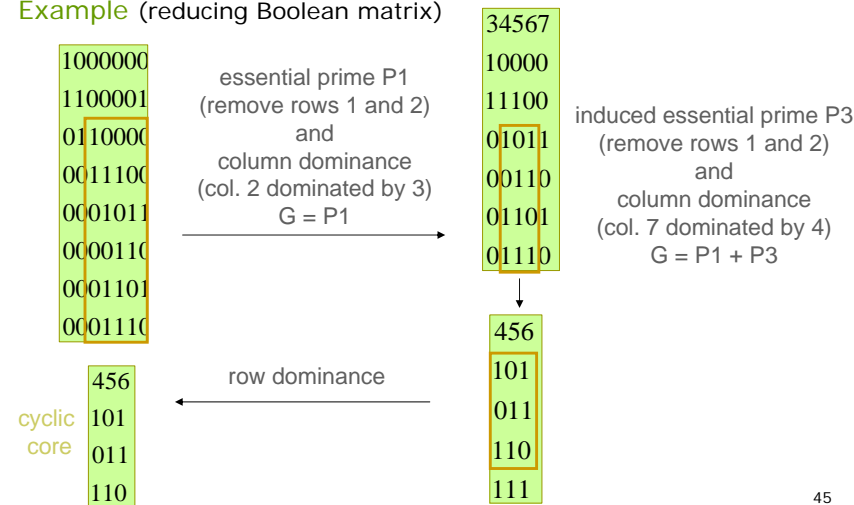 Example (reducing Boolean matrix)
1000000
1100001
0110000
0011100
0001011
0000110
0001101
0001110
essential prime P1
(remove rows 1 and 2)
and
column dominance
(col. 2 dominated by 3)
G = P1
34567
10000
11100
01011
00110
01101
01110
induced essential prime P3
(remove rows 1 and 2)
and
column dominance
(col. 7 dominated by 4)
G = P1 + P3
456
101
011
110
111
row dominance
cyclic
core
456
101
011
110
45